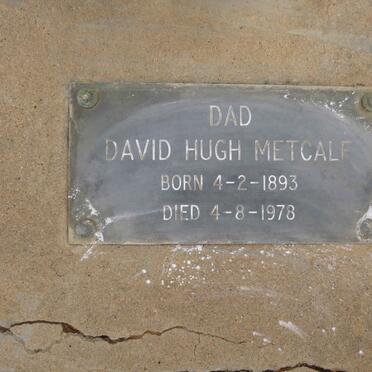 DAD
DAVID HUGH METCALF
BORN 4-2-1893
DIED 4-8-1978